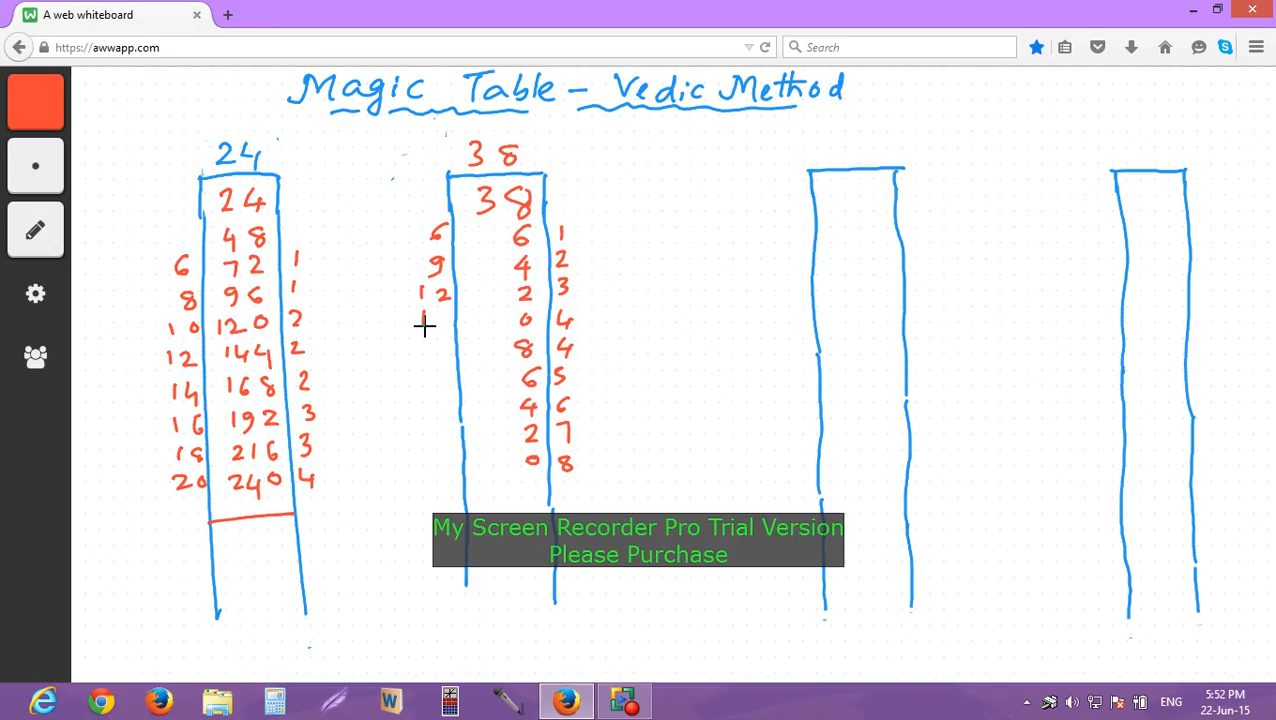 A web whiteboard
https://awwapp.com
Search
Magic Table - Vedic Method
24
24
48
6 72 1
8 96 1
10 120 2
12 144 2
14 168 2
16 192 3
18 216 3
20 240 4
38
38
6 6 1
9 4 2
12 2 3
1 0 4
8 4
6 5
4 6
2 7
0 8
My Screen Recorder Pro Trial Version
Please Purchase
ENG
5:52 PM
22-Jun-15